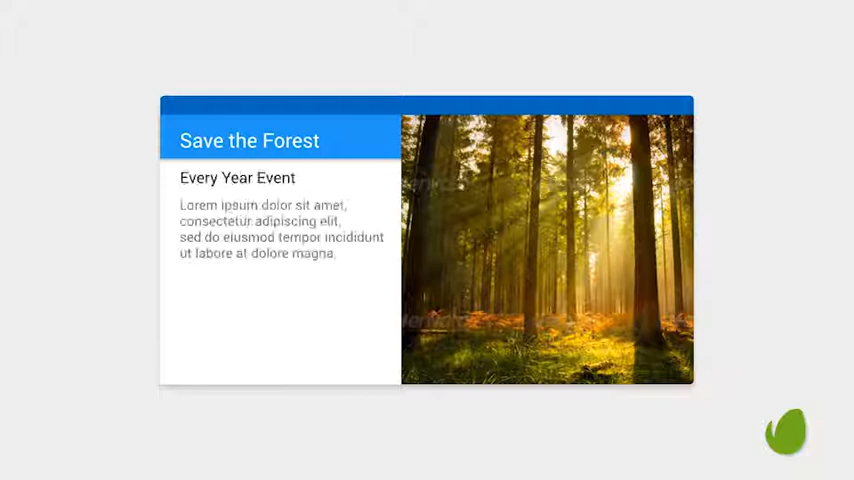 Save the Forest
Every Year Event
Lorem ipsum dolor sit amet,
consectetur adipiscing elit,
sed do eiusmod tempor incididunt
ut labore at dolore magna